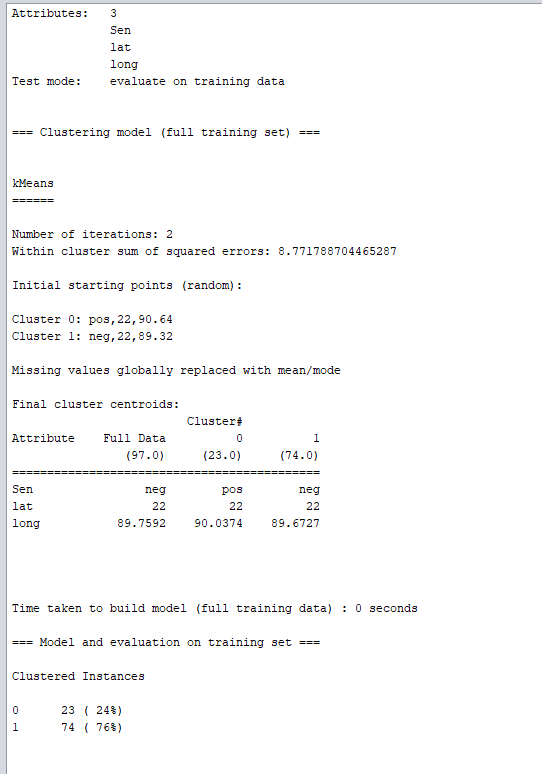 Attributes:   3
              Sen
              lat
              long
Test mode:    evaluate on training data
=== Clustering model (full training set) ===
kMeans
======
Number of iterations: 2
Within cluster sum of squared errors: 8.771788704465287
Initial starting points (random):
Cluster 0: pos,22,90.64
Cluster 1: neg,22,89.32
Missing values globally replaced with mean/mode
Final cluster centroids:
                         Cluster#
Attribute    Full Data          0          1
                (97.0)     (23.0)     (74.0)
============================================
Sen                neg        pos        neg
lat                 22         22         22
long           89.7592    90.0374    89.6727
Time taken to build model (full training data) : 0 seconds
=== Model and evaluation on training set ===
Clustered Instances
0      23 ( 24%)
1      74 ( 76%)